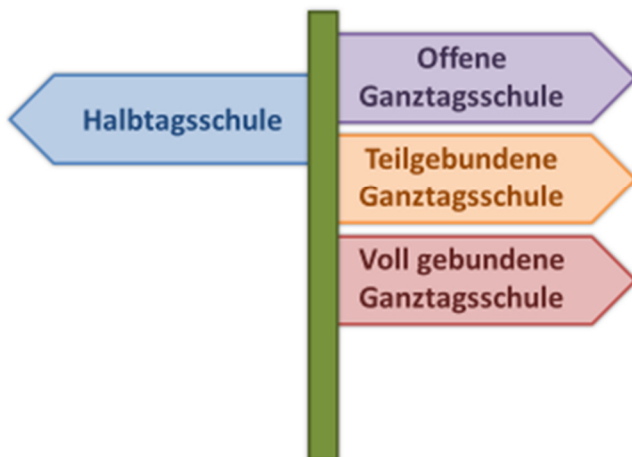 Halbtagsschule
Offene
Ganztagsschule
Teilgebundene
Ganztagsschule
Voll gebundene
Ganztagsschule